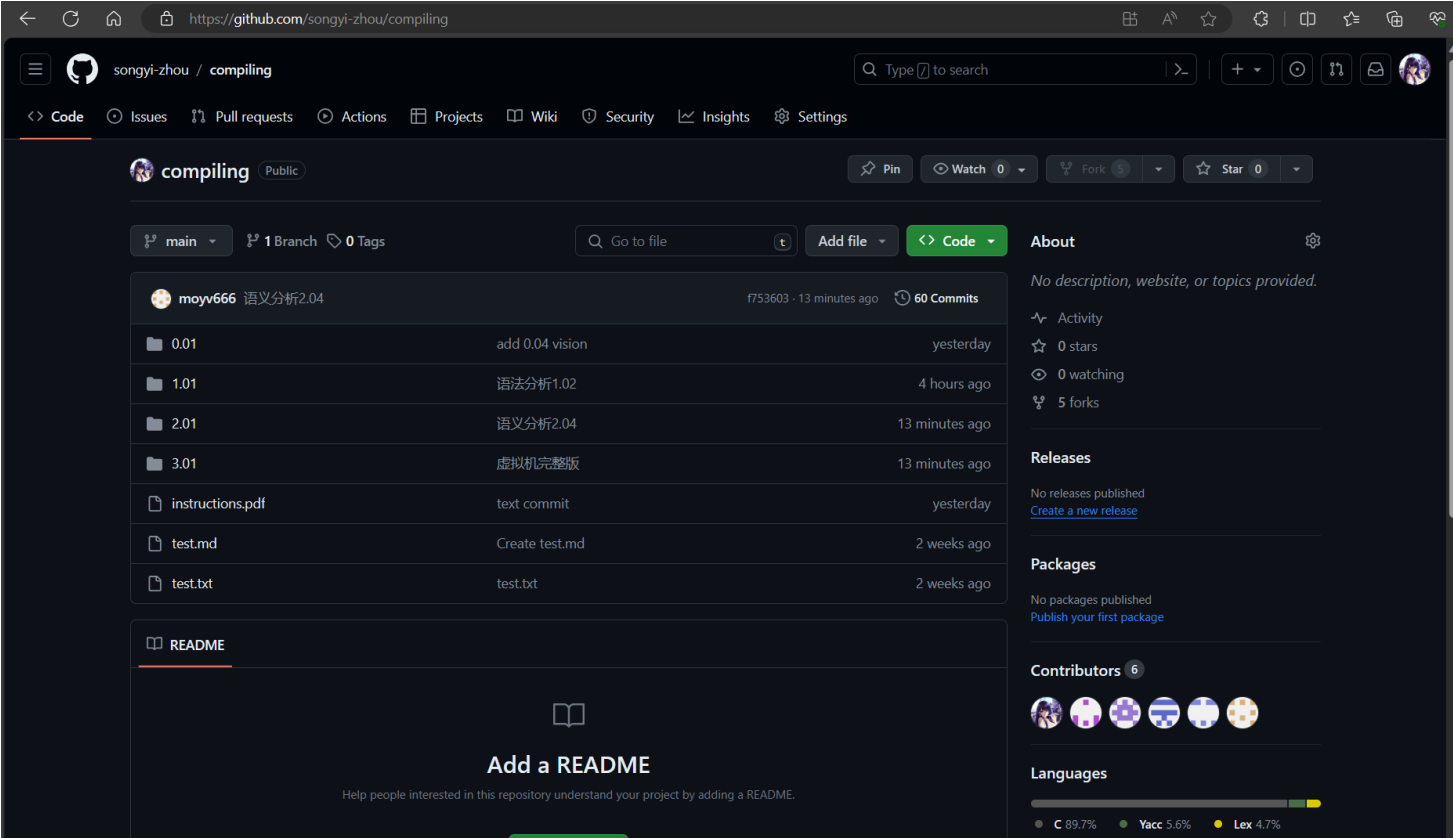 https://github.com/songyi-zhou/compiling
songyi-zhou / compiling
Type / to search
Code Issues Pull requests Actions Projects Wiki Security Insights Settings
compiling Public
Pin Watch 0 Fork 5 Star 0
main 1 Branch 0 Tags
Go to file t Add file Code
moyv666 语义分析2.04 f753603 · 13 minutes ago 60 Commits
0.01 add 0.04 vision yesterday
1.01 语法分析1.02 4 hours ago
2.01 语义分析2.04 13 minutes ago
3.01 虚拟机完整版 13 minutes ago
instructions.pdf text commit yesterday
test.md Create test.md 2 weeks ago
test.txt test.txt 2 weeks ago
README
Add a README
Help people interested in this repository understand your project by adding a README.
About
No description, website, or topics provided.
Activity
0 stars
0 watching
5 forks
Releases
No releases published
Create a new release
Packages
No packages published
Publish your first package
Contributors 6
Languages
C 89.7% Yacc 5.6% Lex 4.7%